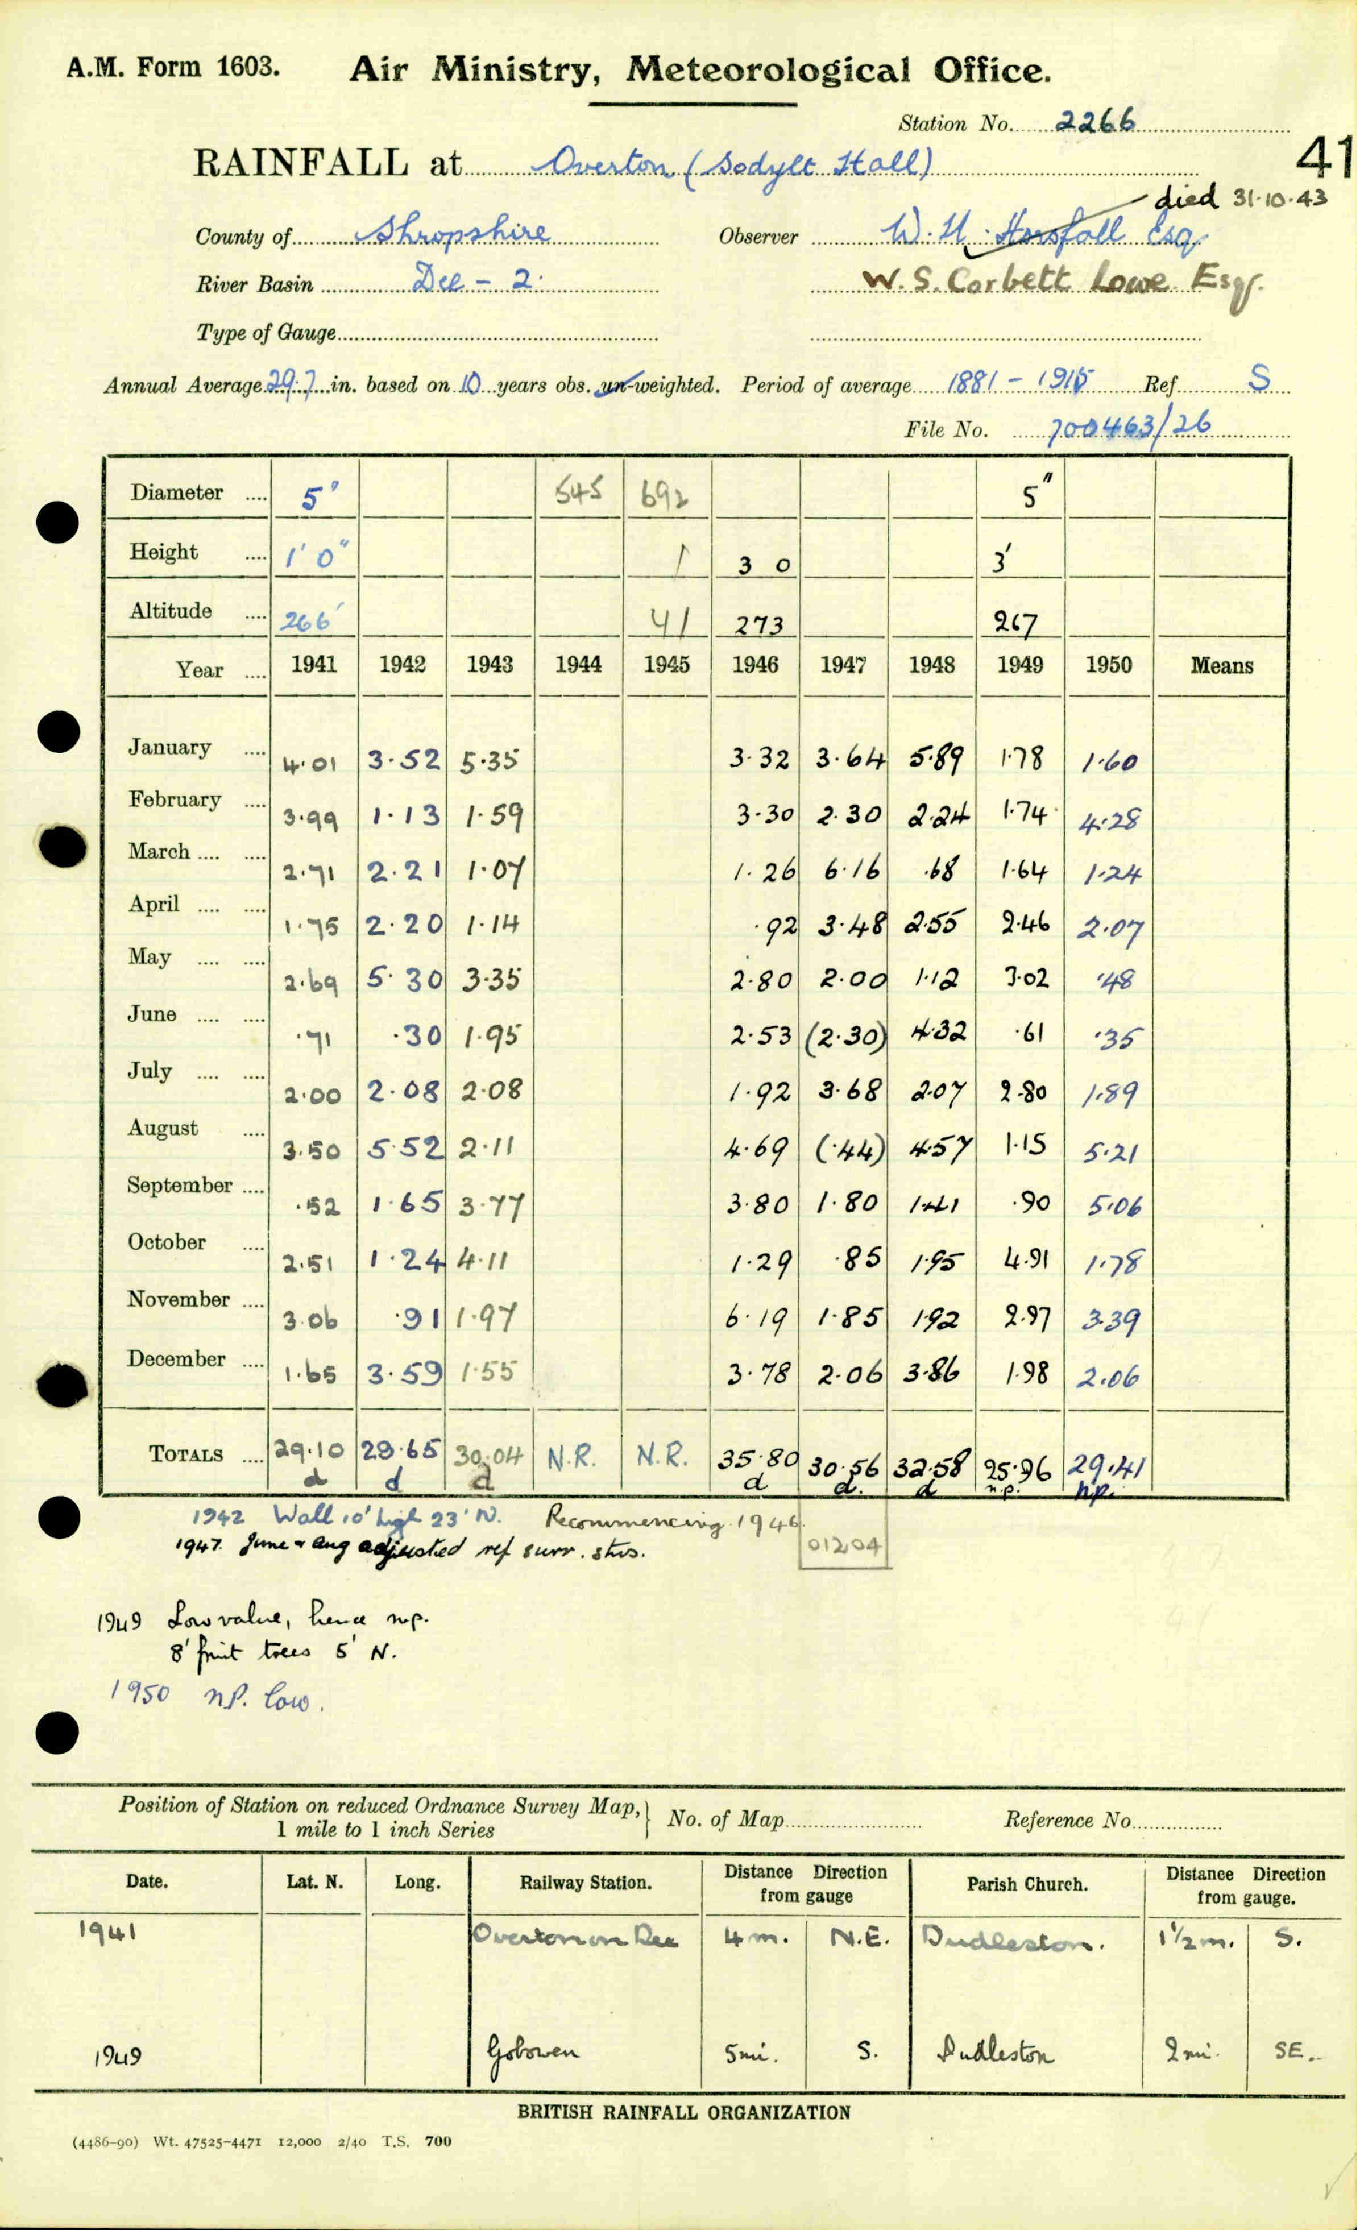 A.M. Form 1603. Air Ministry, Meteorological Office.
Station No. 2266
41
RAINFALL at Overton (Sodylt Hall)
died 31·10·43
County of Shropshire Observer W. H. Horsfall Esq
River Basin Dee - 2. W. S. Corbett Lowe Esqr.
Type of Gauge
Annual Average 29.7 in. based on 10 years obs. un-weighted. Period of average 1881 - 1915 Ref S
File No. 700463/26
Diameter .... 5" 545 692 5"
Height .... 1' 0" 1 3 0 3'
Altitude .... 266' 41 273 267
Year .... 1941 1942 1943 1944 1945 1946 1947 1948 1949 1950 Means
January .... 4·01 3·52 5·35 3·32 3·64 5·89 1·78 1·60
February .... 3·99 1·13 1·59 3·30 2·30 2·24 1·74 4·28
March .... .... 2·71 2·21 1·07 1·26 6·16 ·68 1·64 1·24
April .... .... 1·75 2·20 1·14 ·92 3·48 2·55 2·46 2·07
May .... .... 2·69 5·30 3·35 2·80 2·00 1·12 3·02 ·48
June .... .... ·71 ·30 1·95 2·53 (2·30) 4·32 ·61 ·35
July .... .... 2·00 2·08 2·08 1·92 3·68 2·07 2·80 1·89
August .... 3·50 5·52 2·11 4·69 (·44) 4·57 1·15 5·21
September .... ·52 1·65 3·77 3·80 1·80 1·41 ·90 5·06
October .... 2·51 1·24 4·11 1·29 ·85 1·95 4·91 1·78
November .... 3·06 ·91 1·97 6·19 1·85 1·92 2·97 3·39
December .... 1·65 3·59 1·55 3·78 2·06 3·86 1·98 2·06
TOTALS .... 29·10 29·65 30·04 N.R. N.R. 35·80 30·56 32·58 25·96 29·41
d d d d d. d n.p. n.p.
1942 Wall 10' high 23' N. Recommencing 1946.
1947. June & Aug adjusted ref surr. stns.
01204
1949 Low value, hence n.p.
8' fruit trees 5' N.
1950 n.P. low.
Position of Station on reduced Ordnance Survey Map, 1 mile to 1 inch Series } No. of Map Reference No.
Date. Lat. N. Long. Railway Station. Distance Direction from gauge Parish Church. Distance Direction from gauge.
1941 Overton on Dee 4 m. N.E. Dudleston. 1½ m. S.
1949 Gobowen 5 mi. S. Dudleston 2 mi. SE.
BRITISH RAINFALL ORGANIZATION
(4486-90) Wt. 47525-4471 12,000 2/40 T.S. 700